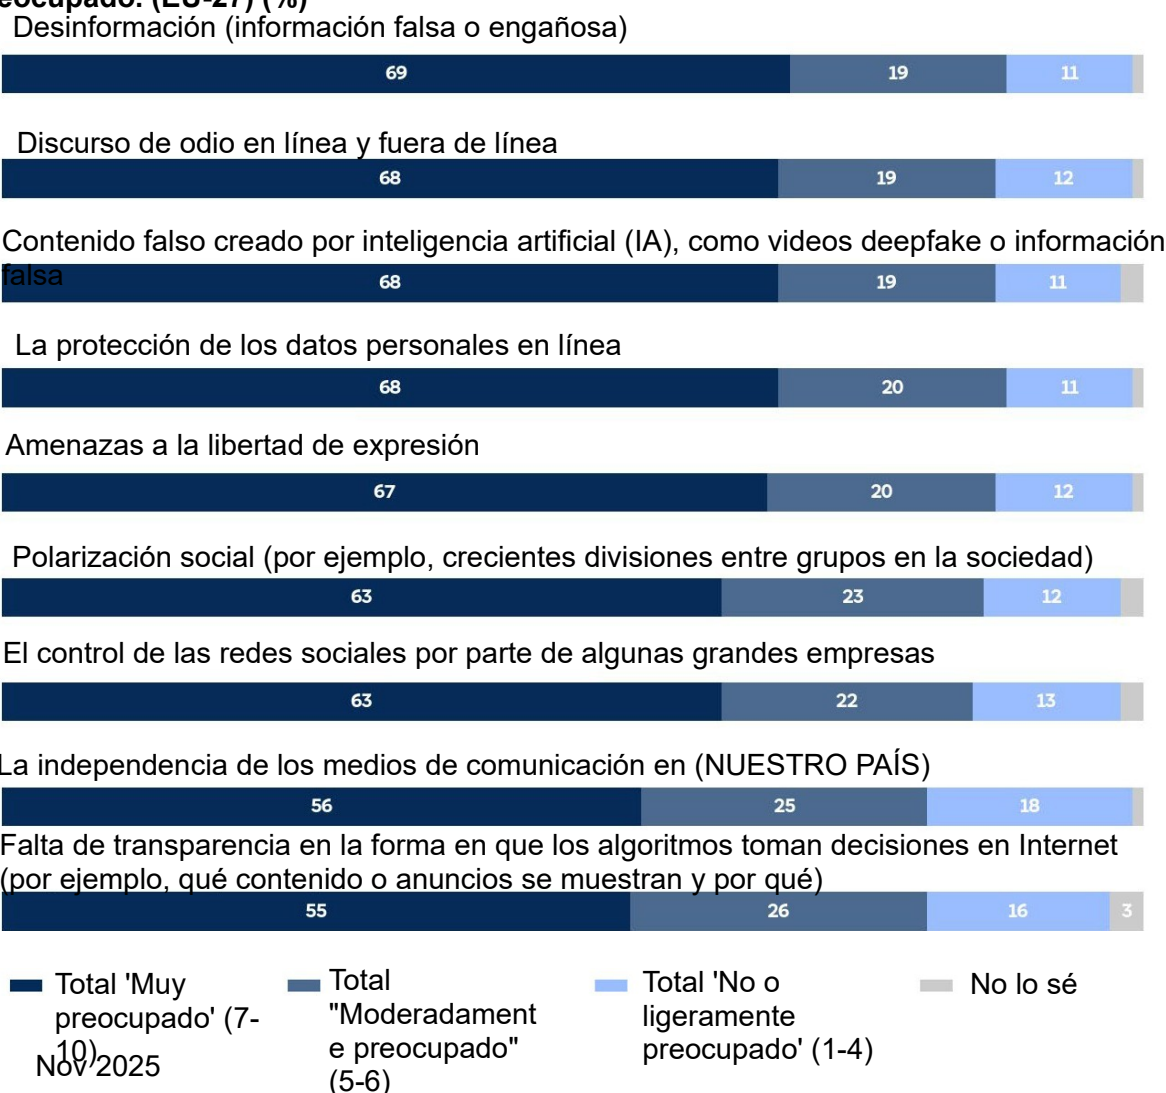 eocupado. (EU-27) (%)
Desinformación (información falsa o engañosa)
69 19 11
Discurso de odio en línea y fuera de línea
68 19 12
Contenido falso creado por inteligencia artificial (IA), como videos deepfake o información
falsa
68 19 11
La protección de los datos personales en línea
68 20 11
Amenazas a la libertad de expresión
67 20 12
Polarización social (por ejemplo, crecientes divisiones entre grupos en la sociedad)
63 23 12
El control de las redes sociales por parte de algunas grandes empresas
63 22 13
La independencia de los medios de comunicación en (NUESTRO PAÍS)
56 25 18
Falta de transparencia en la forma en que los algoritmos toman decisiones en Internet
(por ejemplo, qué contenido o anuncios se muestran y por qué)
55 26 16 3
Total 'Muy
preocupado' (7-
10)
Total
"Moderadament
e preocupado"
(5-6)
Total 'No o
ligeramente
preocupado' (1-4)
No lo sé
Nov 2025